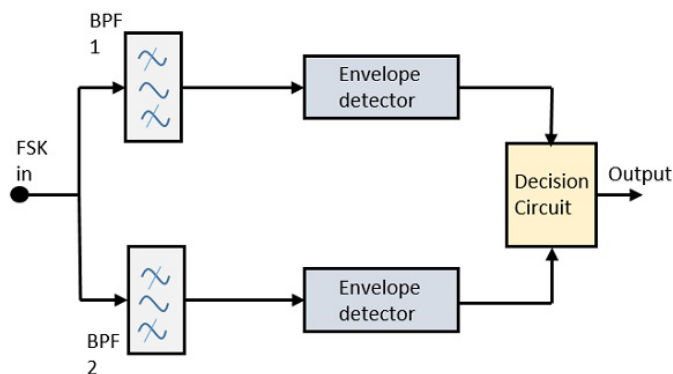 BPF
1
Envelope
detector
FSK
in
Decision
Circuit
Output
Envelope
detector
BPF
2